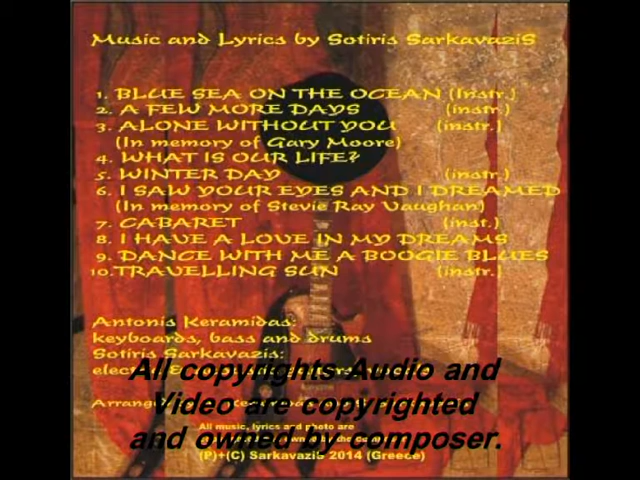 Music and Lyrics by Sotiris SarkavaziS
1. BLUE SEA ON THE OCEAN (Instr.)
2. A FEW MORE DAYS (instr.)
3. ALONE WITHOUT YOU (instr.)
(In memory of Gary Moore)
4. WHAT IS OUR LIFE?
5. WINTER DAY (instr.)
6. I SAW YOUR EYES AND I DREAMED
(In memory of Stevie Ray Vaughan)
7. CABARET (inst.)
8. I HAVE A LOVE IN MY DREAMS
9. DANCE WITH ME A BOOGIE BLUES
10.TRAVELLING SUN (instr.)
Antonis Keramidas:
keyboards, bass and drums
Sotiris Sarkavazis:
All copyrights Audio and
Video are copyrighted
and owned by composer.
All music, lyrics and photo are
(P)+(C) SarkavaziS 2014 (Greece)